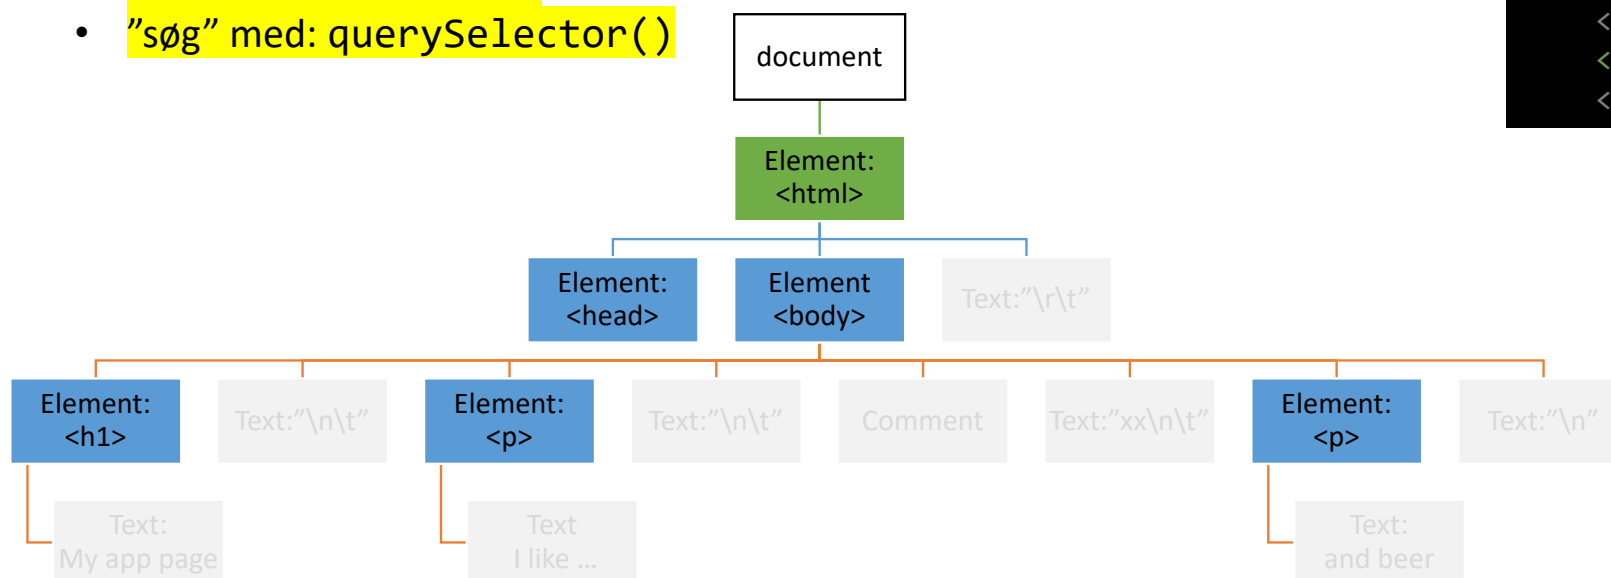 • ”søg” med: querySelector()
document
Element:
<html>
Element:
<head>
Element
<body>
Text:”\r\t”
Element:
<h1>
Text:”\n\t”
Element:
<p>
Text:”\n\t”
Comment
Text:”xx\n\t”
Element:
<p>
Text:”\n”
Text:
My app page
Text
I like ...
Text:
and beer
<
<
<